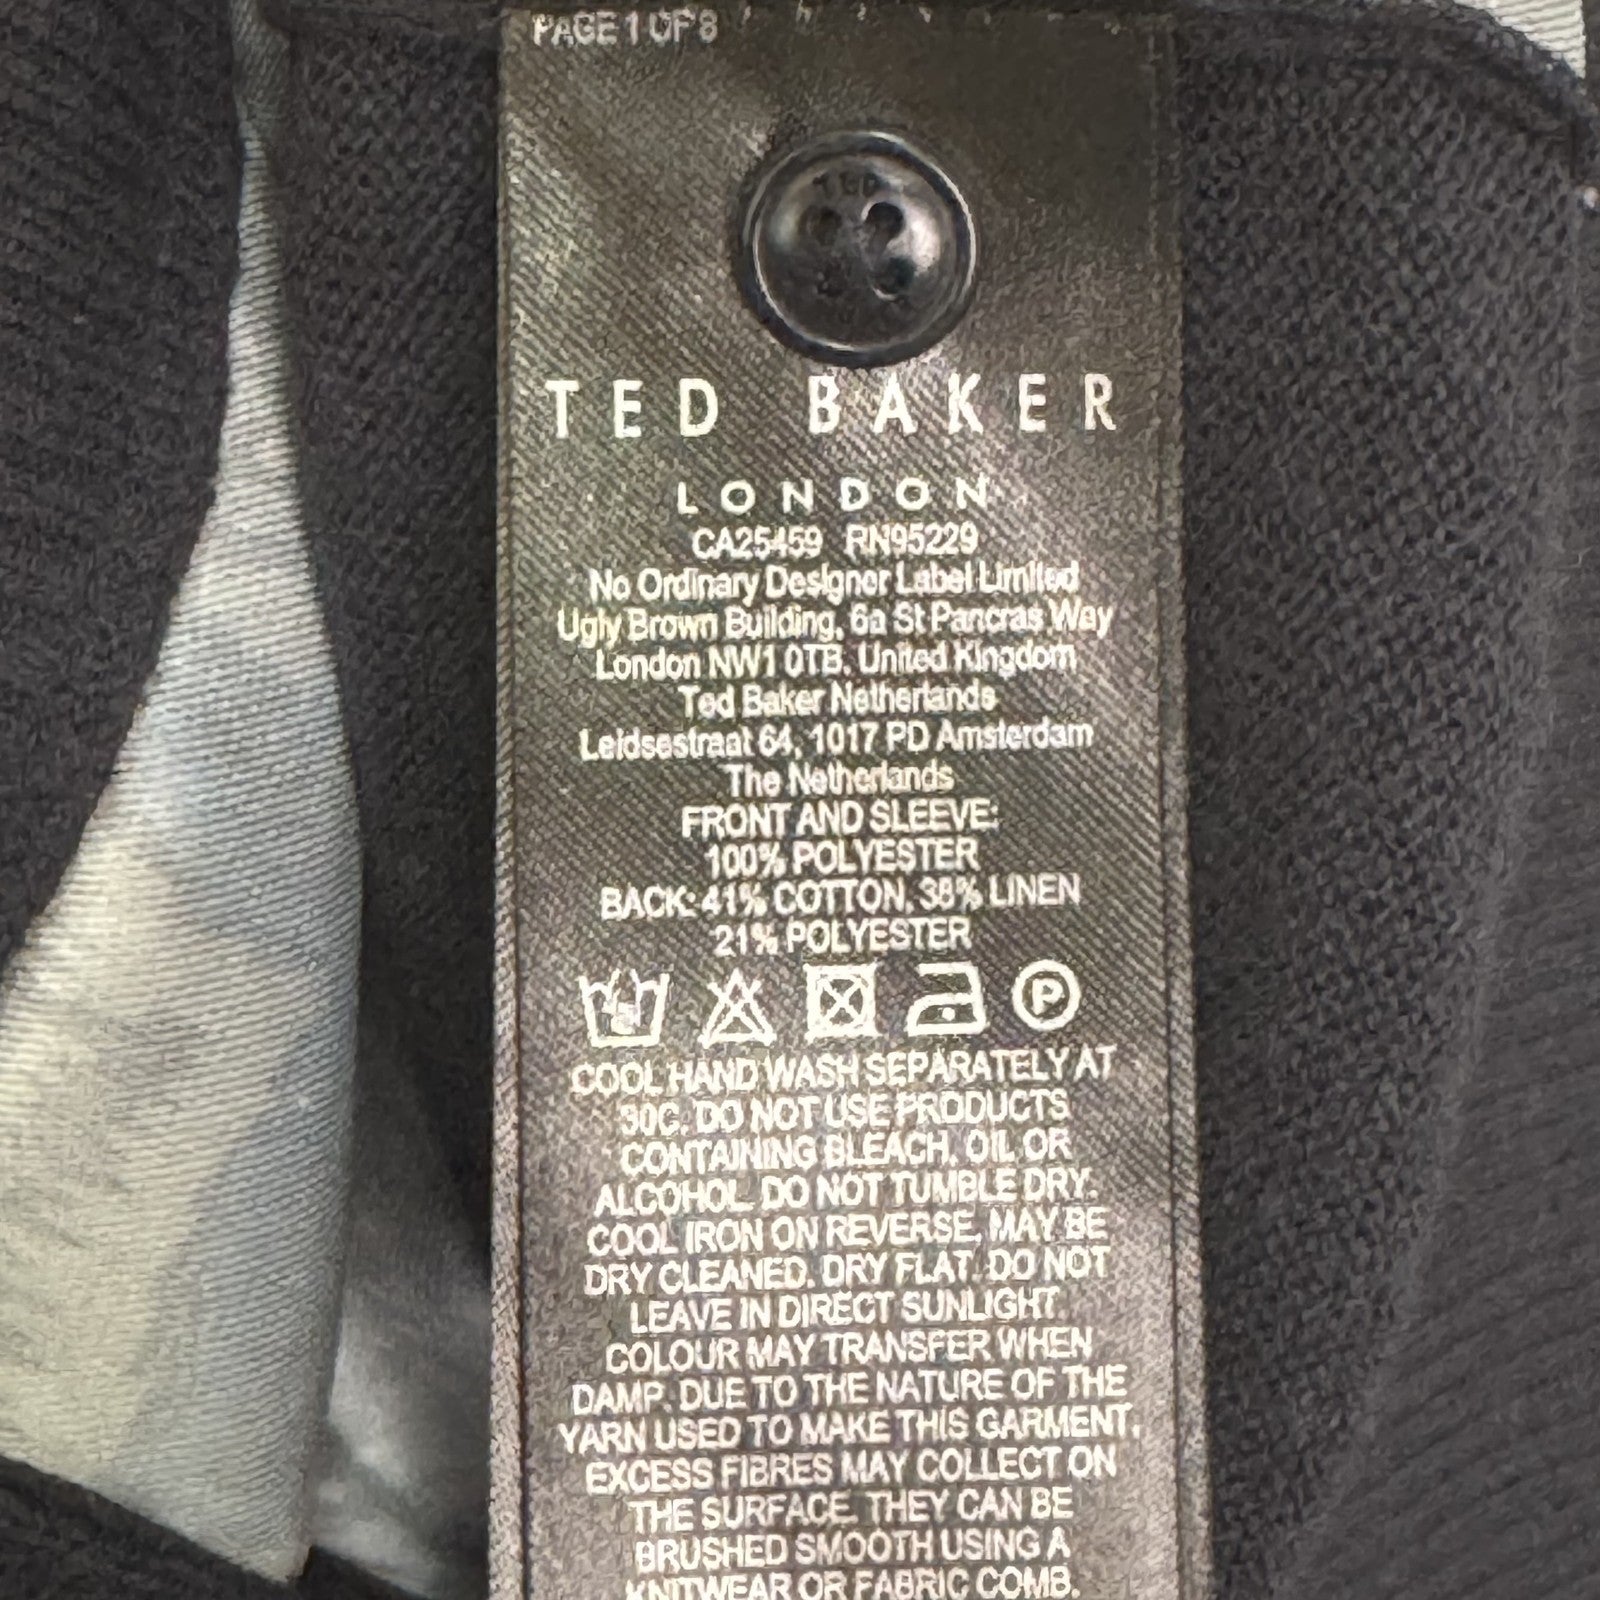 PAGE 1 OF 8
TED
TED BAKER
LONDON
CA25459 RN95229
No Ordinary Designer Label Limited
Ugly Brown Building, 6a St Pancras Way
London NW1 0TB. United Kingdom
Ted Baker Netherlands
Leidsestraat 64, 1017 PD Amsterdam
The Netherlands
FRONT AND SLEEVE:
100% POLYESTER
BACK: 41% COTTON, 38% LINEN
21% POLYESTER
P
COOL HAND WASH SEPARATELY AT
30C. DO NOT USE PRODUCTS
CONTAINING BLEACH, OIL OR
ALCOHOL. DO NOT TUMBLE DRY.
COOL IRON ON REVERSE, MAY BE
DRY CLEANED. DRY FLAT. DO NOT
LEAVE IN DIRECT SUNLIGHT.
COLOUR MAY TRANSFER WHEN
DAMP. DUE TO THE NATURE OF THE
YARN USED TO MAKE THIS GARMENT,
EXCESS FIBRES MAY COLLECT ON
THE SURFACE. THEY CAN BE
BRUSHED SMOOTH USING A
KNITWEAR OR FABRIC COMB.